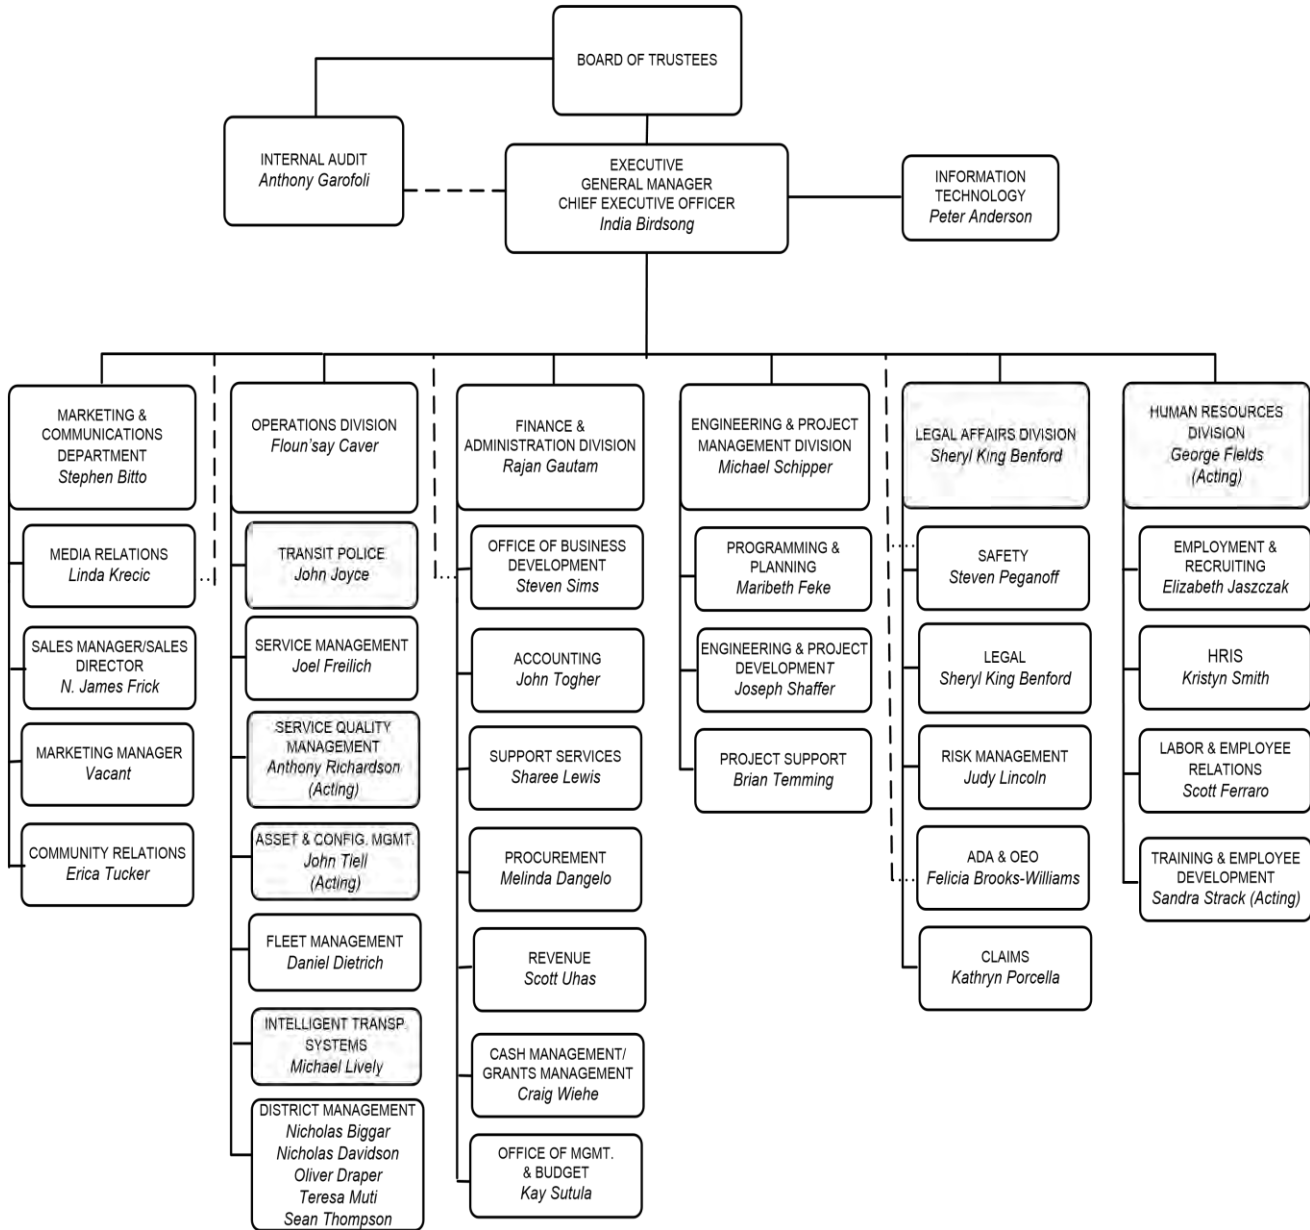 BOARD OF TRUSTEES
INTERNAL AUDIT
Anthony Garofoli
EXECUTIVE
GENERAL MANAGER
CHIEF EXECUTIVE OFFICER
India Birdsong
INFORMATION
TECHNOLOGY
Peter Anderson
MARKETING &
COMMUNICATIONS
DEPARTMENT
Stephen Bitto
MEDIA RELATIONS
Linda Krecic
SALES MANAGER/SALES
DIRECTOR
N. James Frick
MARKETING MANAGER
Vacant
COMMUNITY RELATIONS
Erica Tucker
OPERATIONS DIVISION
Floun'say Caver
TRANSIT POLICE
John Joyce
SERVICE MANAGEMENT
Joel Freilich
SERVICE QUALITY
MANAGEMENT
Anthony Richardson
(Acting)
ASSET & CONFIG. MGMT.
John Tiell
(Acting)
FLEET MANAGEMENT
Daniel Dietrich
INTELLIGENT TRANSP.
SYSTEMS
Michael Lively
DISTRICT MANAGEMENT
Nicholas Biggar
Nicholas Davidson
Oliver Draper
Teresa Muti
Sean Thompson
FINANCE &
ADMINISTRATION DIVISION
Rajan Gautam
OFFICE OF BUSINESS
DEVELOPMENT
Steven Sims
ACCOUNTING
John Togher
SUPPORT SERVICES
Sharee Lewis
PROCUREMENT
Melinda Dangelo
REVENUE
Scott Uhas
CASH MANAGEMENT/
GRANTS MANAGEMENT
Craig Wiehe
OFFICE OF MGMT.
& BUDGET
Kay Sutula
ENGINEERING & PROJECT
MANAGEMENT DIVISION
Michael Schipper
PROGRAMMING &
PLANNING
Maribeth Feke
ENGINEERING & PROJECT
DEVELOPMENT
Joseph Shaffer
PROJECT SUPPORT
Brian Temming
LEGAL AFFAIRS DIVISION
Sheryl King Benford
SAFETY
Steven Peganoff
LEGAL
Sheryl King Benford
RISK MANAGEMENT
Judy Lincoln
ADA & OEO
Felicia Brooks-Williams
CLAIMS
Kathryn Porcella
HUMAN RESOURCES
DIVISION
George Fields
(Acting)
EMPLOYMENT &
RECRUITING
Elizabeth Jaszczak
HRIS
Kristyn Smith
LABOR & EMPLOYEE
RELATIONS
Scott Ferraro
TRAINING & EMPLOYEE
DEVELOPMENT
Sandra Strack (Acting)